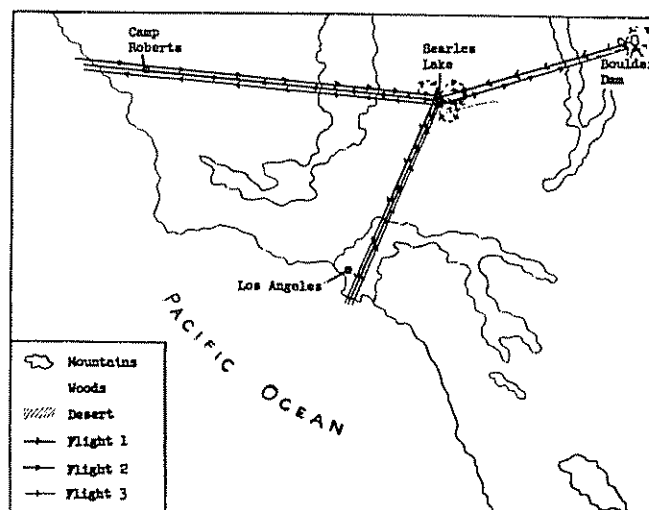 Camp
Roberts
Searles
Lake
Boulder
Dam
Los Angeles
PACIFIC OCEAN
Mountains
Woods
Desert
Flight 1
Flight 2
Flight 3